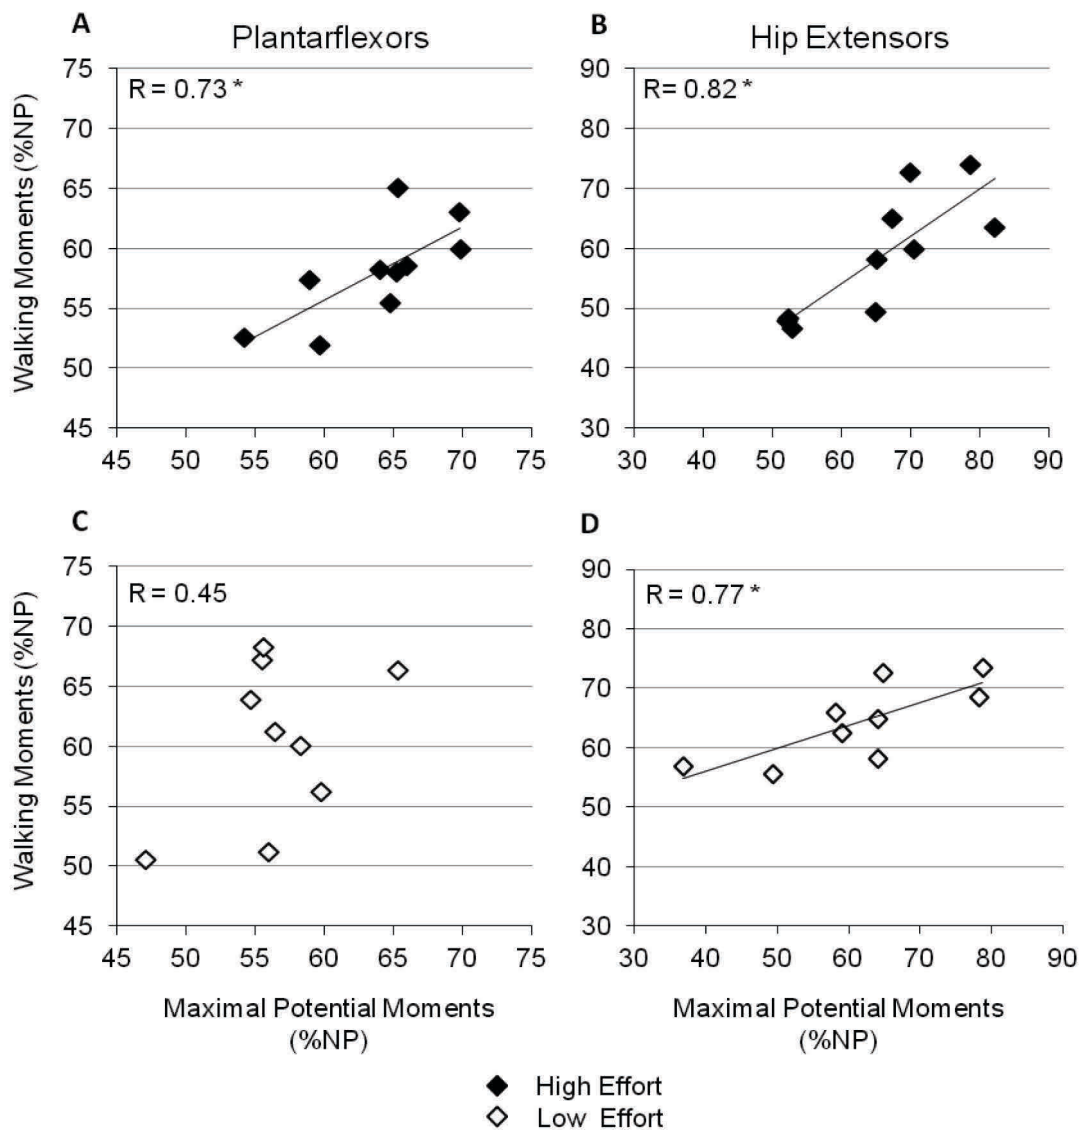 A
Plantarflexors
75
R = 0.73 *
70
65
60
55
50
45
45 50 55 60 65 70 75
Walking Moments (%NP)
B
Hip Extensors
90
R= 0.82 *
80
70
60
50
40
30
30 40 50 60 70 80 90
C
75
R = 0.45
70
65
60
55
50
45
45 50 55 60 65 70 75
Walking Moments (%NP)
Maximal Potential Moments
(%NP)
D
90
R = 0.77 *
80
70
60
50
40
30
30 40 50 60 70 80 90
Maximal Potential Moments
(%NP)
High Effort
Low Effort